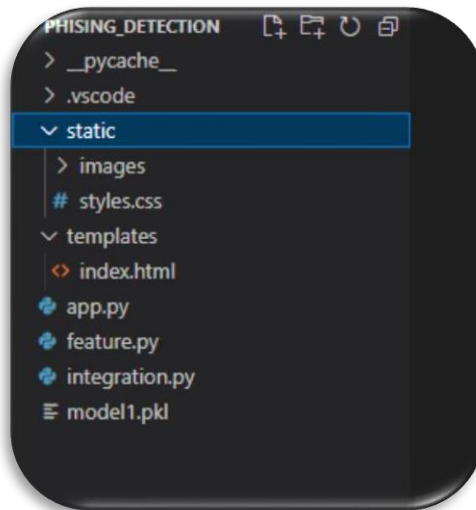 PHISING_DETECTION
__pycache__
.vscode
static
images
# styles.css
templates
<> index.html
app.py
feature.py
integration.py
model1.pkl